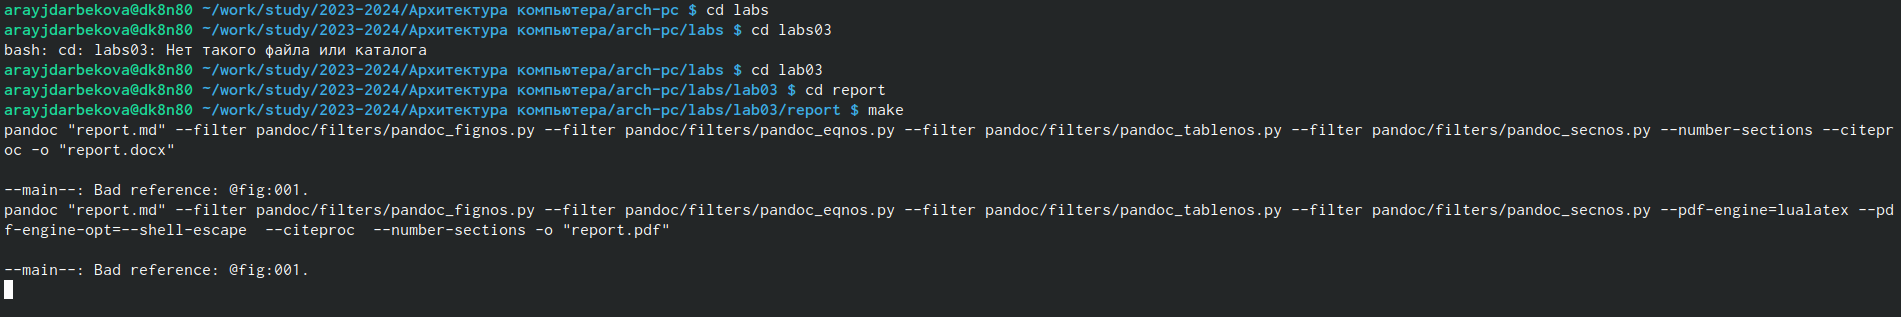 arayjdarbekova@dk8n80 ~/work/study/2023-2024/Архитектура компьютера/arch-pc $ cd labs
arayjdarbekova@dk8n80 ~/work/study/2023-2024/Архитектура компьютера/arch-pc/labs $ cd labs03
bash: cd: labs03: Нет такого файла или каталога
arayjdarbekova@dk8n80 ~/work/study/2023-2024/Архитектура компьютера/arch-pc/labs $ cd lab03
arayjdarbekova@dk8n80 ~/work/study/2023-2024/Архитектура компьютера/arch-pc/labs/lab03 $ cd report
arayjdarbekova@dk8n80 ~/work/study/2023-2024/Архитектура компьютера/arch-pc/labs/lab03/report $ make
pandoc "report.md" --filter pandoc/filters/pandoc_fignos.py --filter pandoc/filters/pandoc_eqnos.py --filter pandoc/filters/pandoc_tablenos.py --filter pandoc/filters/pandoc_secnos.py --number-sections --citepr
oc -o "report.docx"
--main--: Bad reference: @fig:001.
pandoc "report.md" --filter pandoc/filters/pandoc_fignos.py --filter pandoc/filters/pandoc_eqnos.py --filter pandoc/filters/pandoc_tablenos.py --filter pandoc/filters/pandoc_secnos.py --pdf-engine=lualatex --pd
f-engine-opt=--shell-escape  --citeproc  --number-sections -o "report.pdf"
--main--: Bad reference: @fig:001.